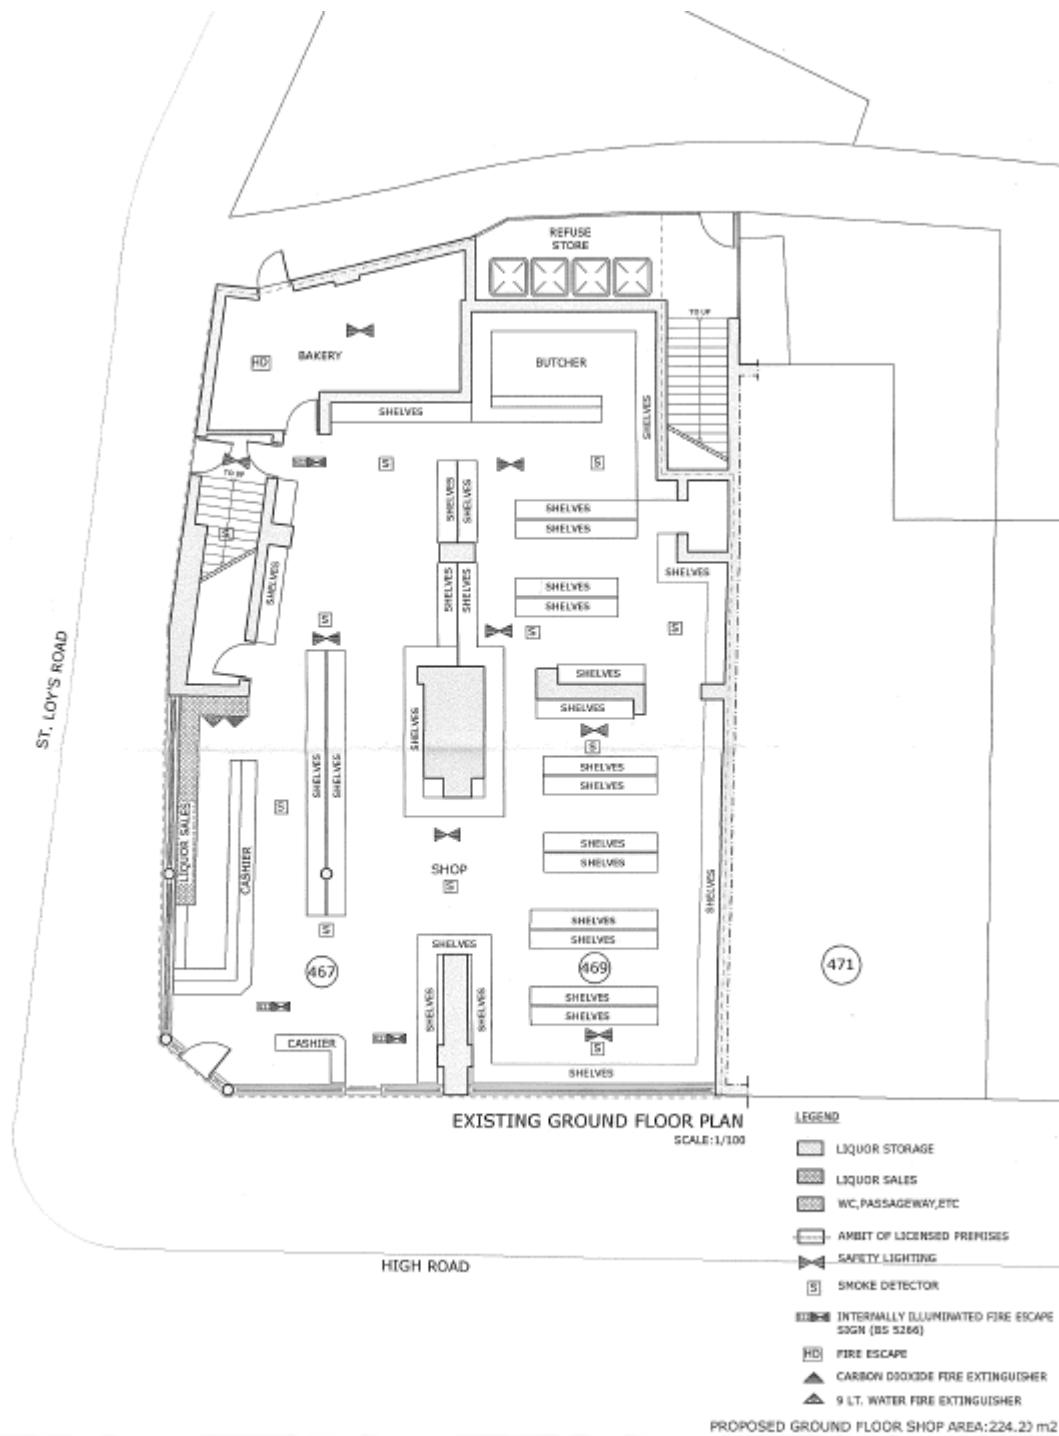 REFUSE
STORE
TO UP
BAKERY
HD
BUTCHER
SHELVES
SHELVES
S
S
TO UP
SHELVES
SHELVES
SHELVES
SHELVES
S
SHELVES
SHELVES
SHELVES
SHELVES
SHELVES
SHELVES
S
S
S
ST. LOY'S ROAD
SHELVES
SHELVES
SHELVES
SHELVES
SHELVES
S
SHELVES
SHELVES
S
LIQUOR SALES
CASHIER
SHELVES
SHELVES
SHOP
S
SHELVES
SHELVES
SHELVES
S
SHELVES
467
469
471
SHELVES
SHELVES
SHELVES
SHELVES
CASHIER
S
SHELVES
EXISTING GROUND FLOOR PLAN
SCALE:1/100
HIGH ROAD
LEGEND
LIQUOR STORAGE
LIQUOR SALES
WC,PASSAGEWAY,ETC
AMBIT OF LICENSED PREMISES
SAFETY LIGHTING
S SMOKE DETECTOR
INTERNALLY ILLUMINATED FIRE ESCAPE
SIGN (BS 5266)
HD FIRE ESCAPE
CARBON DIOXIDE FIRE EXTINGUISHER
9 LT. WATER FIRE EXTINGUISHER
PROPOSED GROUND FLOOR SHOP AREA:224.20 m2